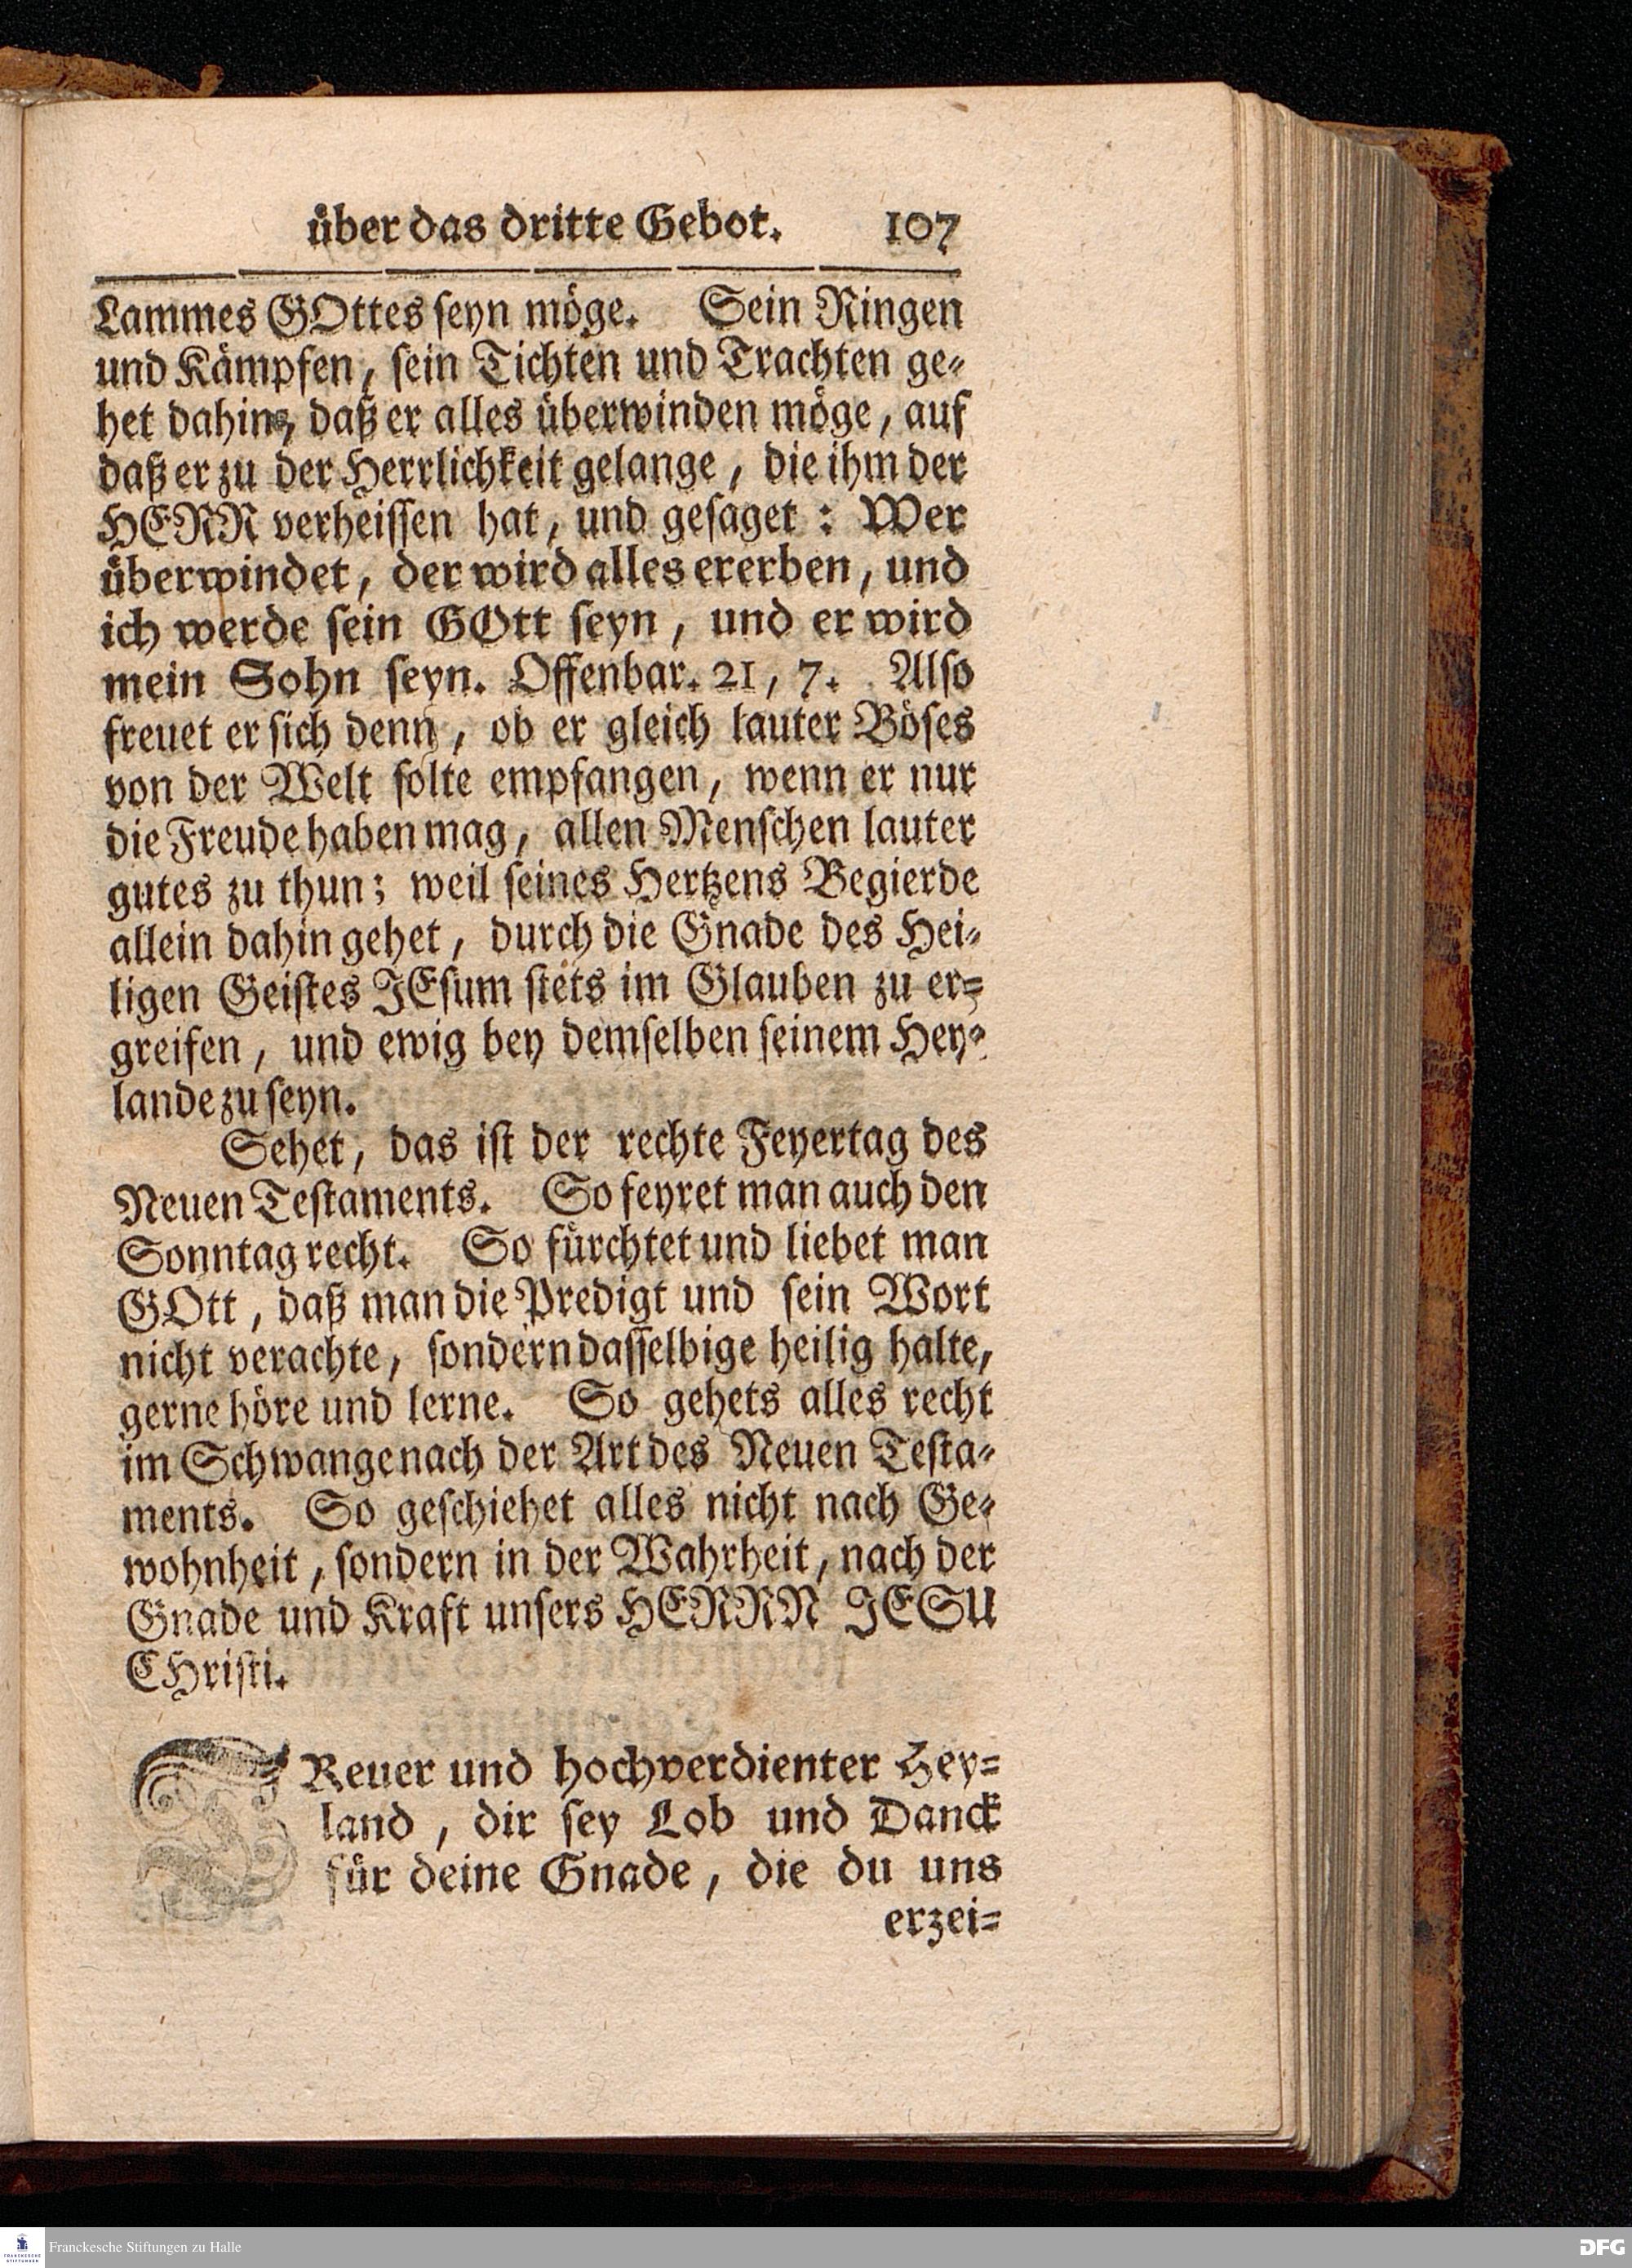 über das dritte Gebot. 107
Lammes GOttes seyn möge. Sein Ringen
und Kämpfen, sein Tichten und Trachten ge-
het dahin, daß er alles überwinden möge, auf
daß er zu der Herrlichkeit gelange, die ihm der
HERR verheissen hat, und gesaget: Wer
überwindet, der wird alles ererben, und
ich werde sein GOtt seyn, und er wird
mein Sohn seyn. Offenbar. 21, 7. Also
freuet er sich denn, ob er gleich lauter Böses
von der Welt solte empfangen, wenn er nur
die Freude haben mag, allen Menschen lauter
gutes zu thun; weil seines Hertzens Begierde
allein dahin gehet, durch die Gnade des Hei-
ligen Geistes JEsum stets im Glauben zu er-
greifen, und ewig bey demselben seinem Hey-
lande zu seyn.
Sehet, das ist der rechte Feyertag des
Neuen Testaments. So feyret man auch den
Sonntag recht. So fürchtet und liebet man
GOtt, daß man die Predigt und sein Wort
nicht verachte, sondern dasselbige heilig halte,
gerne höre und lerne. So gehets alles recht
im Schwange nach der Art des Neuen Testa-
ments. So geschiehet alles nicht nach Ge-
wohnheit, sondern in der Wahrheit, nach der
Gnade und Kraft unsers HERRN JESU
CHristi.
TReuer und hochverdienter Hey-
land, dir sey Lob und Danck
für deine Gnade, die du uns
erzei-
FRANCKESCHE STIFTUNGEN
Franckesche Stiftungen zu Halle
DFG